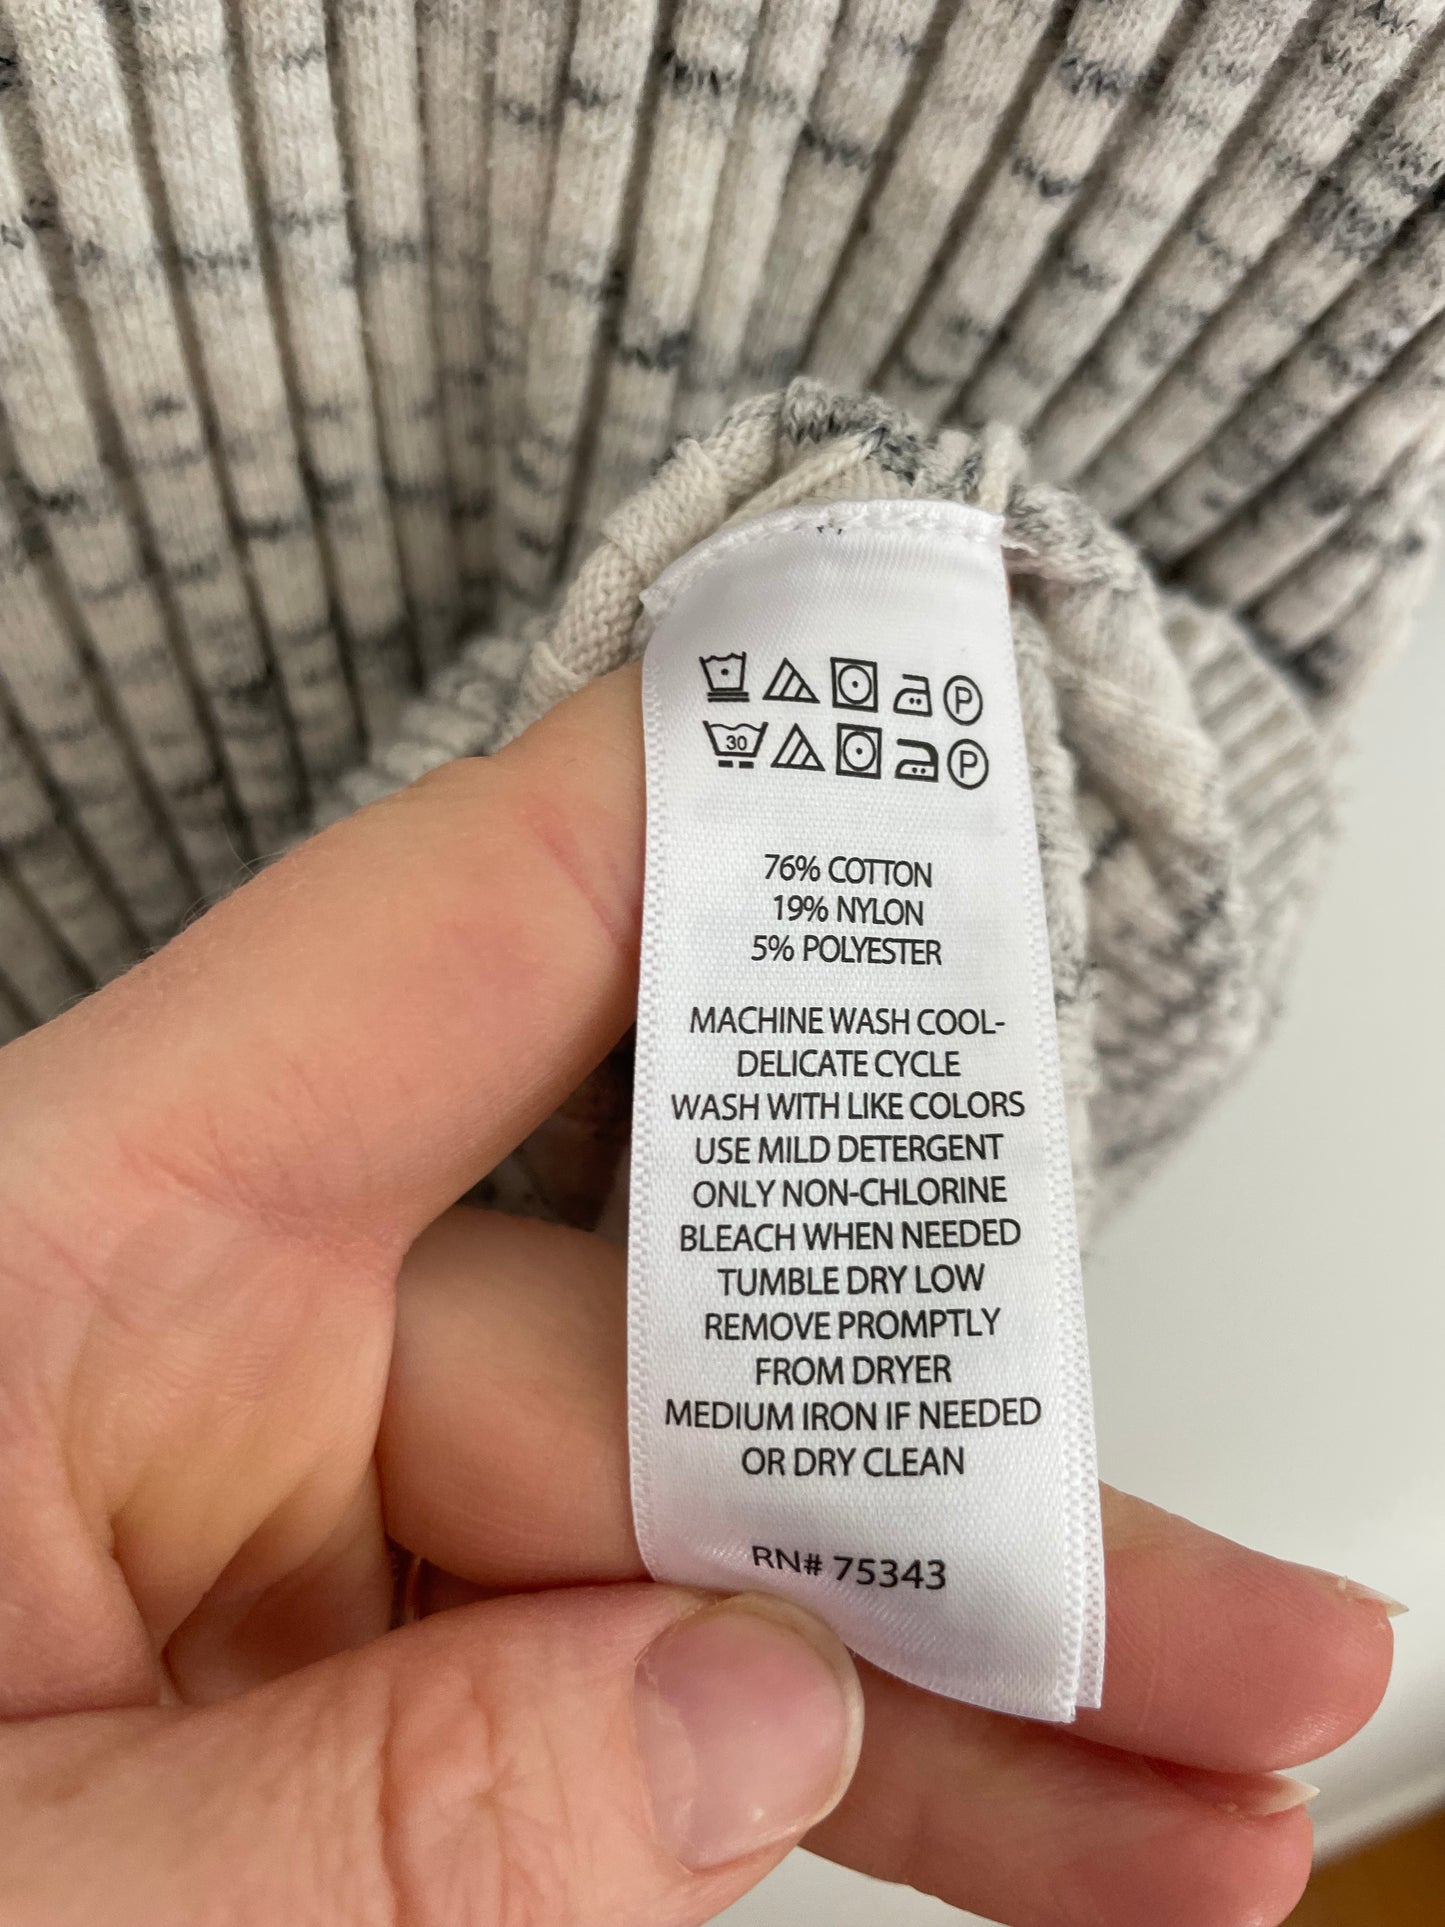 P
30
P
76% COTTON
19% NYLON
5% POLYESTER
MACHINE WASH COOL-
DELICATE CYCLE
WASH WITH LIKE COLORS
USE MILD DETERGENT
ONLY NON-CHLORINE
BLEACH WHEN NEEDED
TUMBLE DRY LOW
REMOVE PROMPTLY
FROM DRYER
MEDIUM IRON IF NEEDED
OR DRY CLEAN
RN# 75343